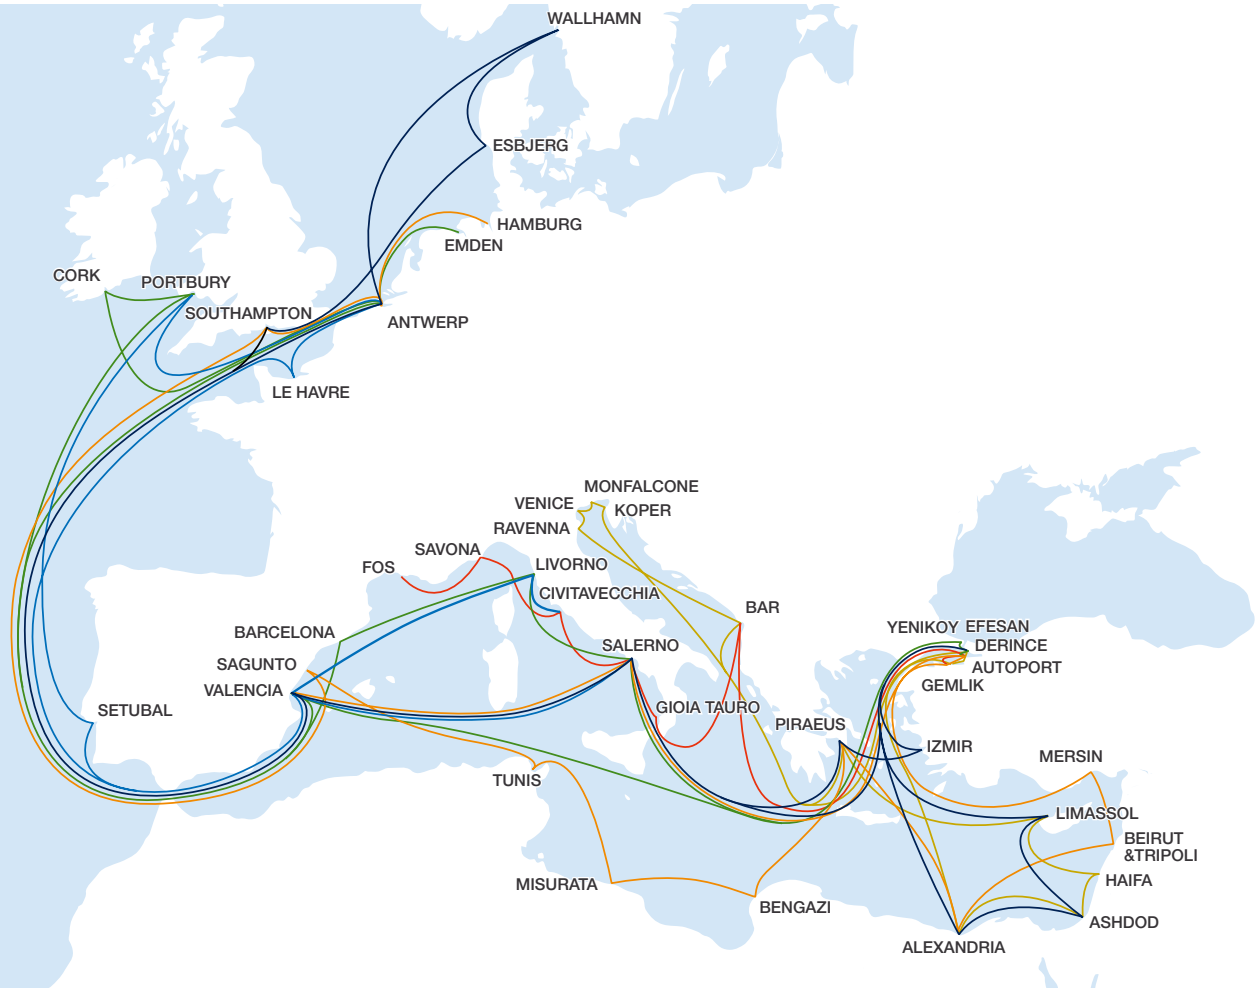 WALLHAMN
ESBJERG
HAMBURG
EMDEN
CORK
PORTBURY
SOUTHAMPTON
ANTWERP
LE HAVRE
MONFALCONE
VENICE
KOPER
RAVENNA
SAVONA
FOS
LIVORNO
CIVITAVECCHIA
BAR
BARCELONA
YENIKOY
EFESAN
SALERNO
DERINCE
SAGUNTO
AUTOPORT
VALENCIA
GEMLIK
SETUBAL
GIOIA TAURO
PIRAEUS
IZMIR
MERSIN
TUNIS
LIMASSOL
BEIRUT
&TRIPOLI
HAIFA
MISURATA
BENGAZI
ASHDOD
ALEXANDRIA